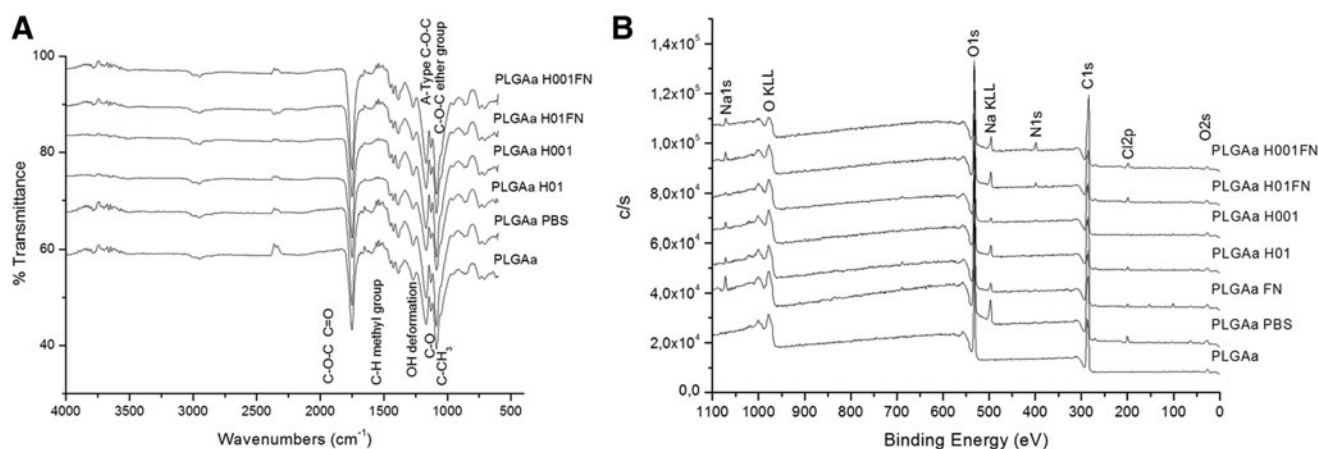 A
% Transmittance
100
80
60
40
4000 3500 3000 2500 2000 1500 1000 500
Wavenumbers (cm⁻¹)
A-Type C-O-C
C-O-C ether group
PLGAa H001FN
PLGAa H01FN
PLGAa H001
PLGAa H01
PLGAa PBS
PLGAa
C-O-C C=O
C-H methyl group
OH deformation
C-O
C-CH₃
B
c/s
1,4x10⁵
1,2x10⁵
1,0x10⁵
8,0x10⁴
6,0x10⁴
4,0x10⁴
2,0x10⁴
0,0
1100 1000 900 800 700 600 500 400 300 200 100 0
Binding Energy (eV)
Na1s
O KLL
O1s
Na KLL
N1s
C1s
Cl2p
O2s
PLGAa H001FN
PLGAa H01FN
PLGAa H001
PLGAa H01
PLGAa FN
PLGAa PBS
PLGAa